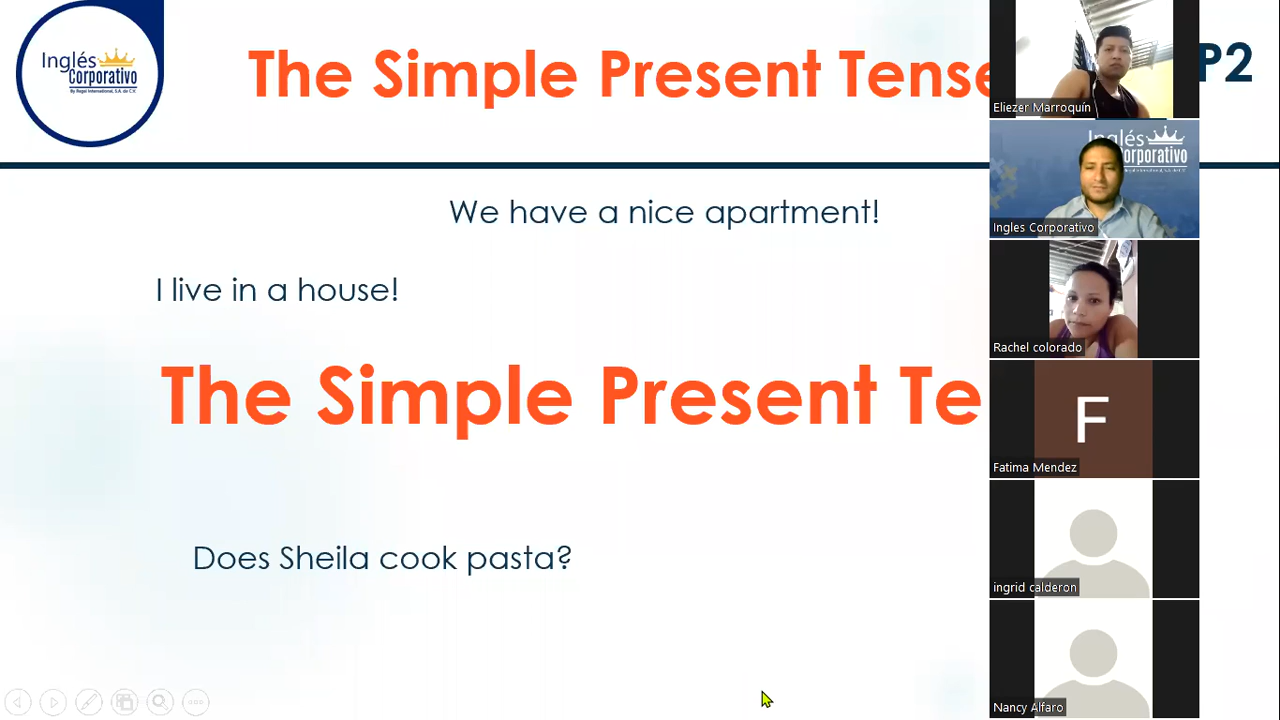 Inglés
Corporativo
By Regal International, S.A. de C.V.
The Simple Present Tense
P2
We have a nice apartment!
I live in a house!
The Simple Present Te
Does Sheila cook pasta?
Eliezer Marroquín
Inglés
orporativo
Ingles Corporativo
Rachel colorado
F
Fatima Mendez
ingrid calderon
Nancy Alfaro